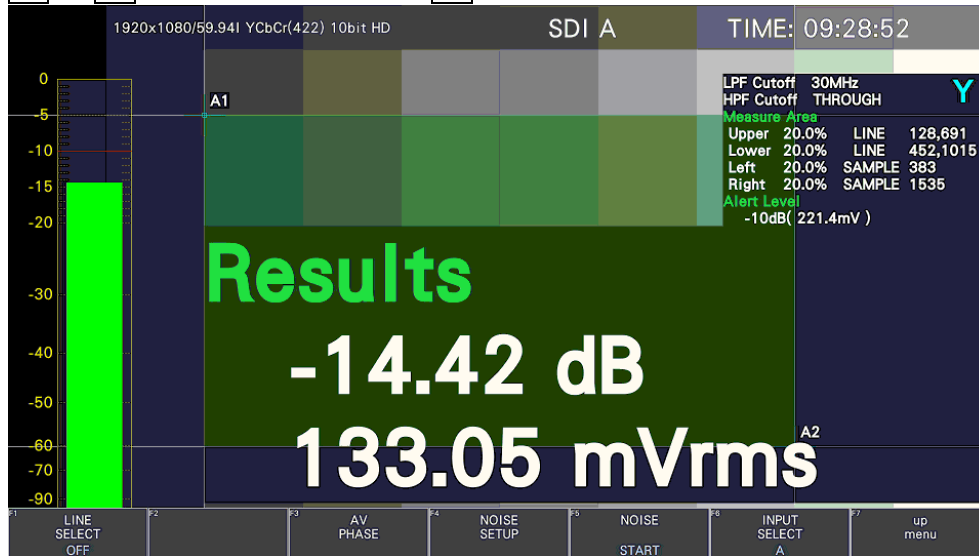 1920x1080/59.94I YCbCr(422) 10bit HD
SDI A
TIME: 09:28:52
0
-5
-10
-15
-20
-30
-40
-50
-60
-70
-90
A1
LPF Cutoff 30MHz
Y
HPF Cutoff THROUGH
Measure Area
Upper 20.0% LINE 128,691
Lower 20.0% LINE 452,1015
Left 20.0% SAMPLE 383
Right 20.0% SAMPLE 1535
Alert Level
-10dB( 221.4mV )
Results
-14.42 dB
A2
133.05 mVrms
F1 LINE
SELECT
OFF
F2
F3 AV
PHASE
F4 NOISE
SETUP
F5 NOISE
START
F6 INPUT
SELECT
A
F7 up
menu